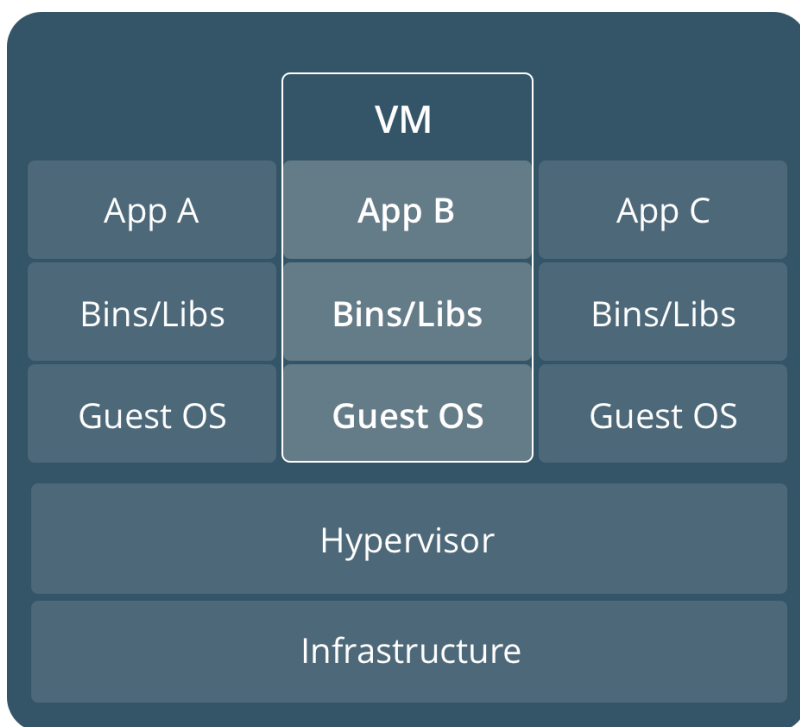 VM
App A
App B
App C
Bins/Libs
Bins/Libs
Bins/Libs
Guest OS
Guest OS
Guest OS
Hypervisor
Infrastructure